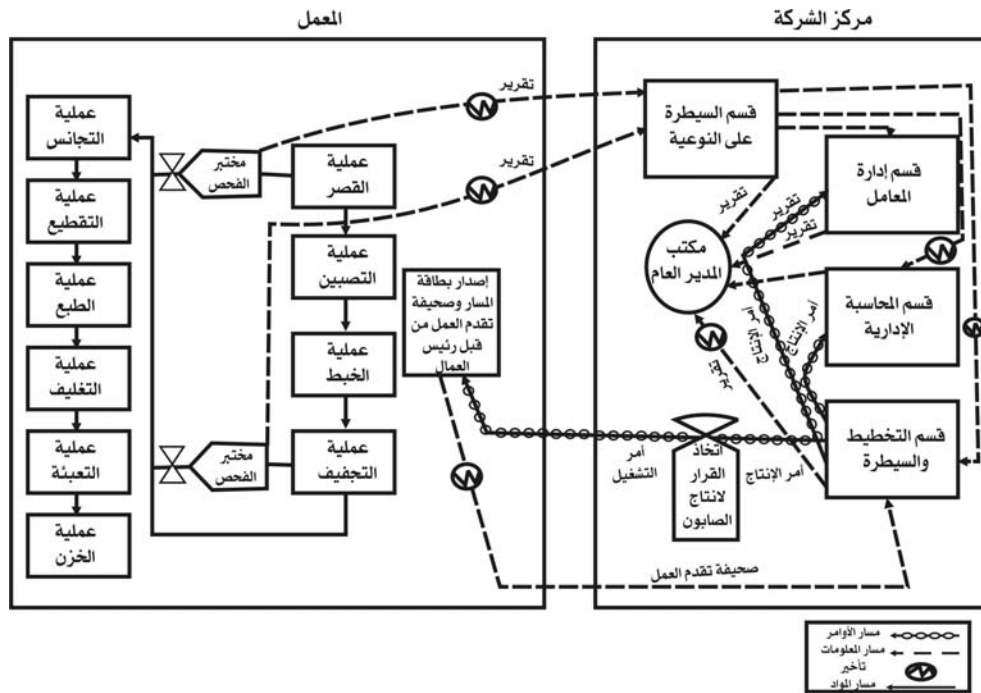 مركز الشركة
قسم السيطرة
على النوعية
قسم إدارة
المعامل
مكتب
المدير العام
قسم المحاسبة
الإدارية
قسم التخطيط
والسيطرة
تقرير
تقرير
تقرير
تقرير
أمر الإنتاج
أمر الإنتاج
اتخاذ
القرار
لانتاج
الصابون
أمر الإنتاج
أمر
التشغيل
صحيفة تقدم العمل
المعمل
تقرير
تقرير
مختبر
الفحص
عملية
القصر
عملية
التصبين
عملية
الخبط
عملية
التجفيف
مختبر
الفحص
إصدار بطاقة
المسار وصحيفة
تقدم العمل من
قبل رئيس
العمال
عملية
التجانس
عملية
التقطيع
عملية
الطبع
عملية
التغليف
عملية
التعبئة
عملية
الخزن
مسار الأوامر
مسار المعلومات
تأخير
مسار المواد